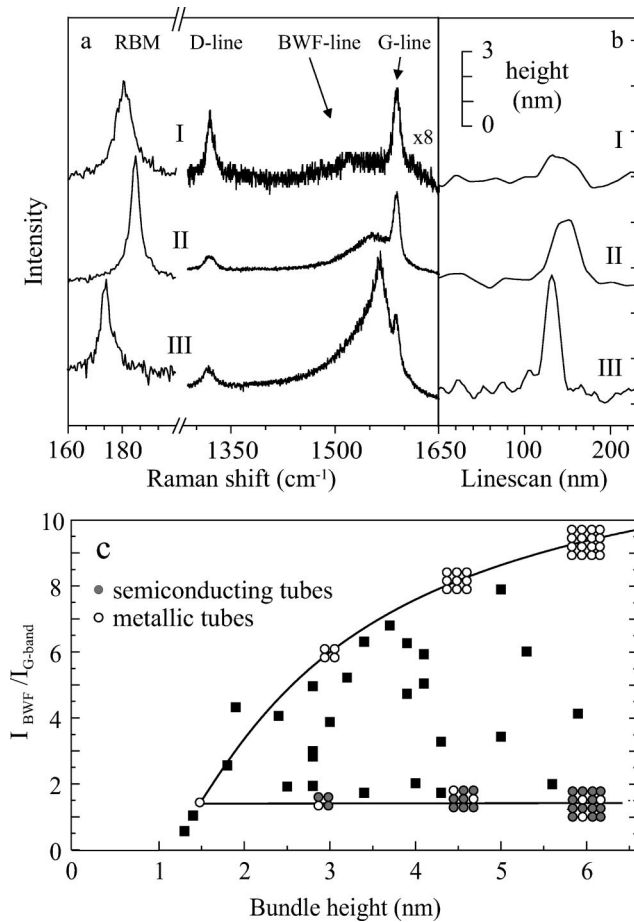 a RBM D-line BWF-line G-line b
3
height
(nm)
0
I x8 I
II II
III III
Intensity
160 180 1350 1500 1650 100 200
Raman shift (cm⁻¹) Linescan (nm)
c
semiconducting tubes
metallic tubes
10
8
6
4
2
0
I BWF /I G-band
0 1 2 3 4 5 6
Bundle height (nm)